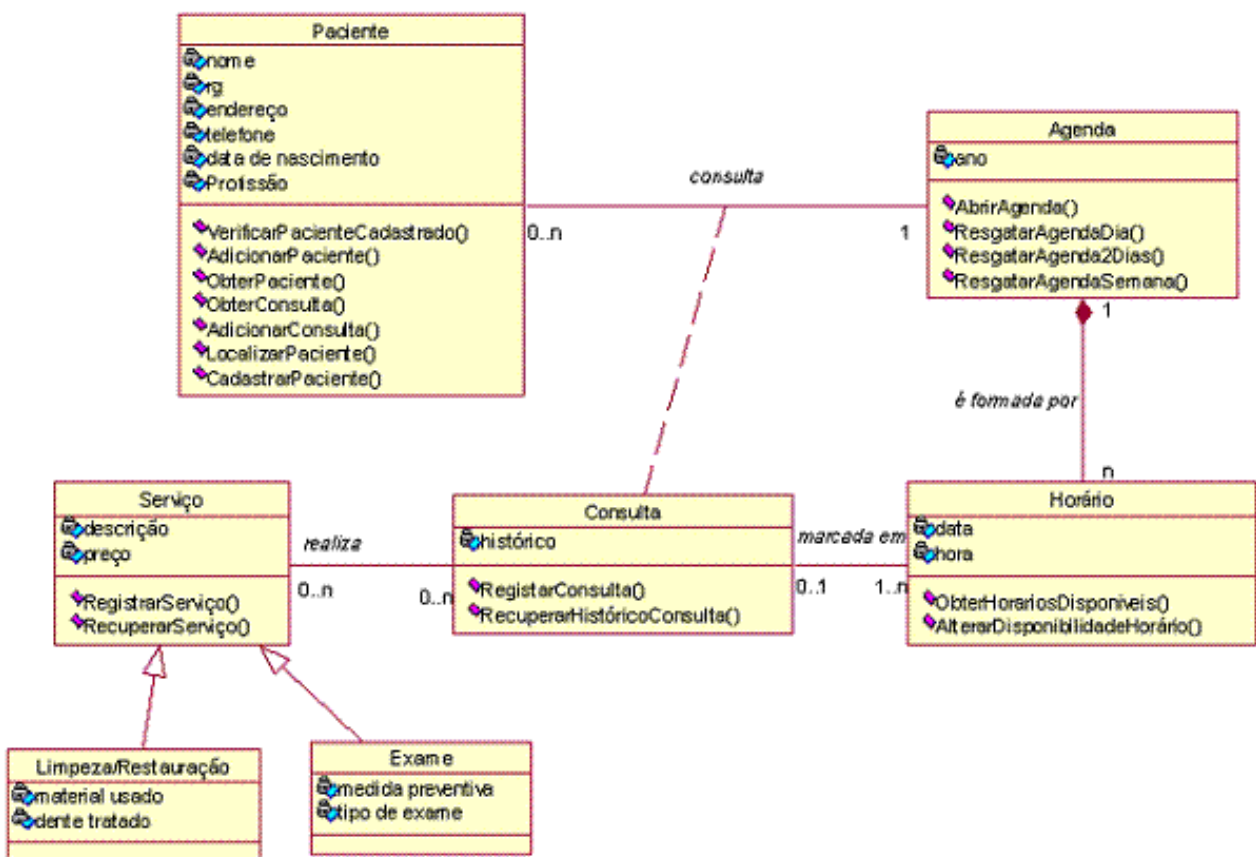 Paciente
nome
rg
endereço
telefone
data de nascimento
Profissão
VerificarPacienteCadastrado()
AdicionarPaciente()
ObterPaciente()
ObterConsulta()
AdicionarConsulta()
LocalizarPaciente()
CadastrarPaciente()
consulta
0..n
1
Agenda
ano
AbrirAgenda()
ResgatarAgendaDia()
ResgatarAgenda2Dias()
ResgatarAgendaSemana()
1
é formada por
n
Serviço
descrição
preço
RegistrarServiço()
RecuperarServiço()
realiza
0..n
0..n
Consulta
histórico
RegistarConsulta()
RecuperarHistóricoConsulta()
marcada em
0..1
1..n
Horário
data
hora
ObterHorariosDisponiveis()
AlterarDisponibilidadeHorário()
Limpeza/Restauração
material usado
dente tratado
Exame
medida preventiva
tipo de exame